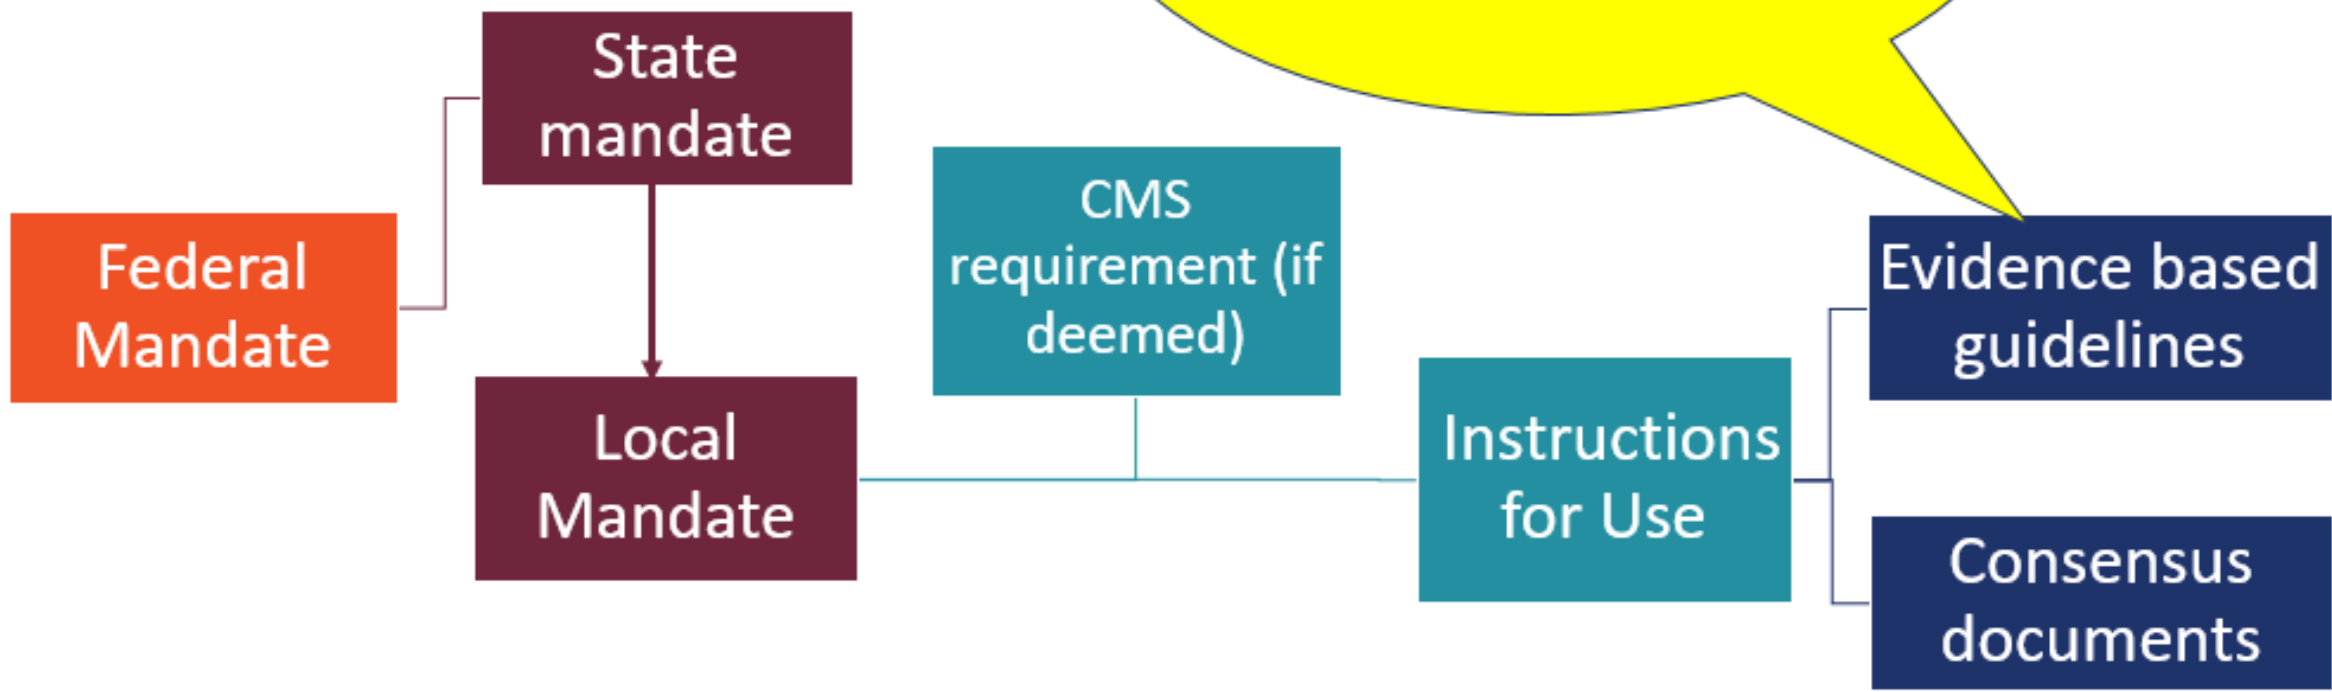 State
mandate
Federal
Mandate
Local
Mandate
CMS
requirement (if
deemed)
Instructions
for Use
Evidence based
guidelines
Consensus
documents